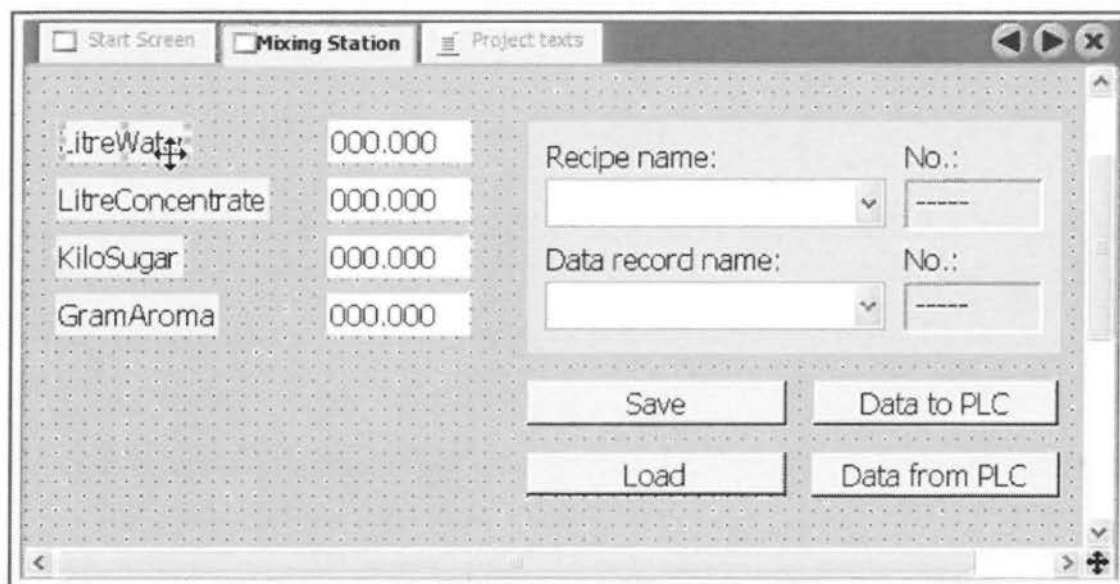 Start Screen
Mixing Station
Project texts
LitreWater
000.000
LitreConcentrate
000.000
KiloSugar
000.000
GramAroma
000.000
Recipe name:
No.:
-----
Data record name:
No.:
-----
Save
Data to PLC
Load
Data from PLC